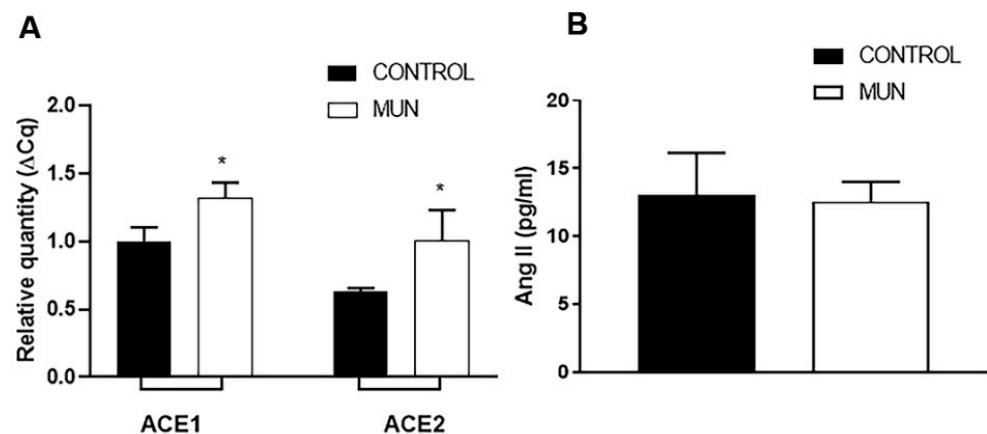 A
CONTROL
MUN
Relative quantity (ΔCq)
2.0
1.5
1.0
0.5
0.0
*
*
ACE1
ACE2
B
CONTROL
MUN
Ang II (pg/ml)
20
15
10
5
0